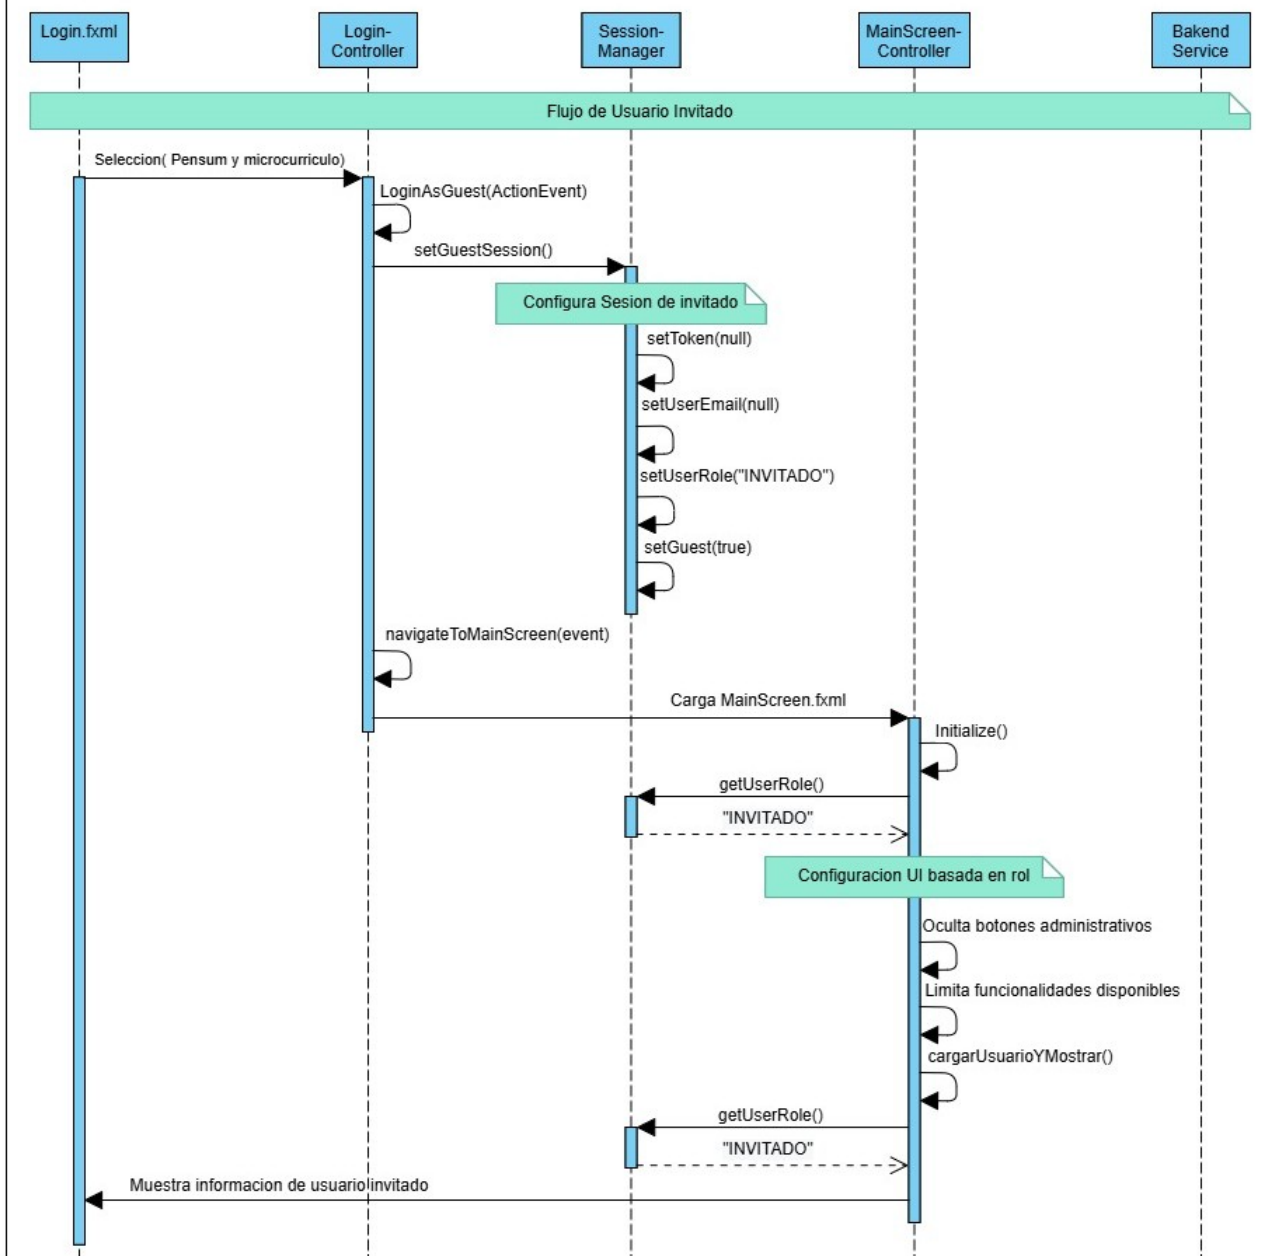 Login.fxml
Login-
Controller
Session-
Manager
MainScreen-
Controller
Bakend
Service
Flujo de Usuario Invitado
Seleccion( Pensum y microcurriculo)
LoginAsGuest(ActionEvent)
setGuestSession()
Configura Sesion de invitado
setToken(null)
setUserEmail(null)
setUserRole("INVITADO")
setGuest(true)
navigateToMainScreen(event)
Carga MainScreen.fxml
Initialize()
getUserRole()
"INVITADO"
Configuracion UI basada en rol
Oculta botones administrativos
Limita funcionalidades disponibles
cargarUsuarioYMostrar()
getUserRole()
"INVITADO"
Muestra informacion de usuario invitado